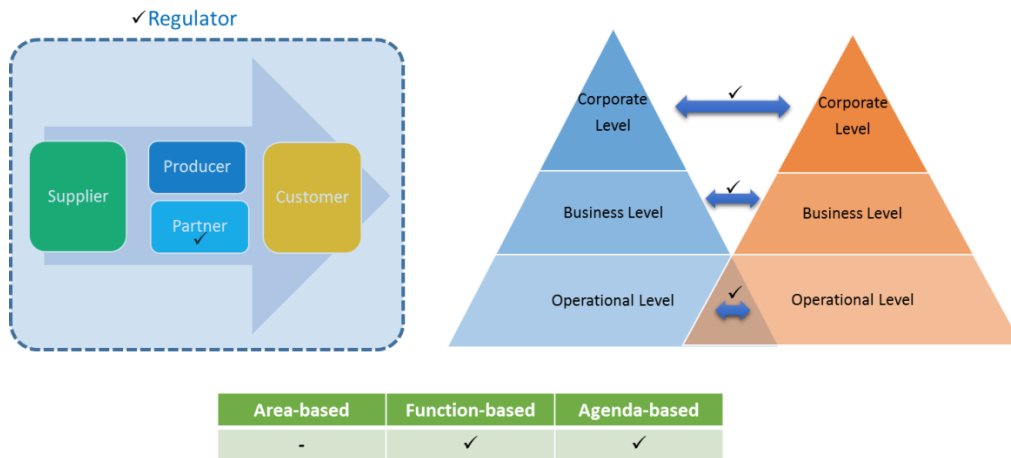 ✓Regulator
Supplier
Producer
Partner
✓
Customer
Corporate
Level
✓
Corporate
Level
Business Level
✓
Business Level
Operational Level
✓
Operational Level
Area-based Function-based Agenda-based
- ✓ ✓